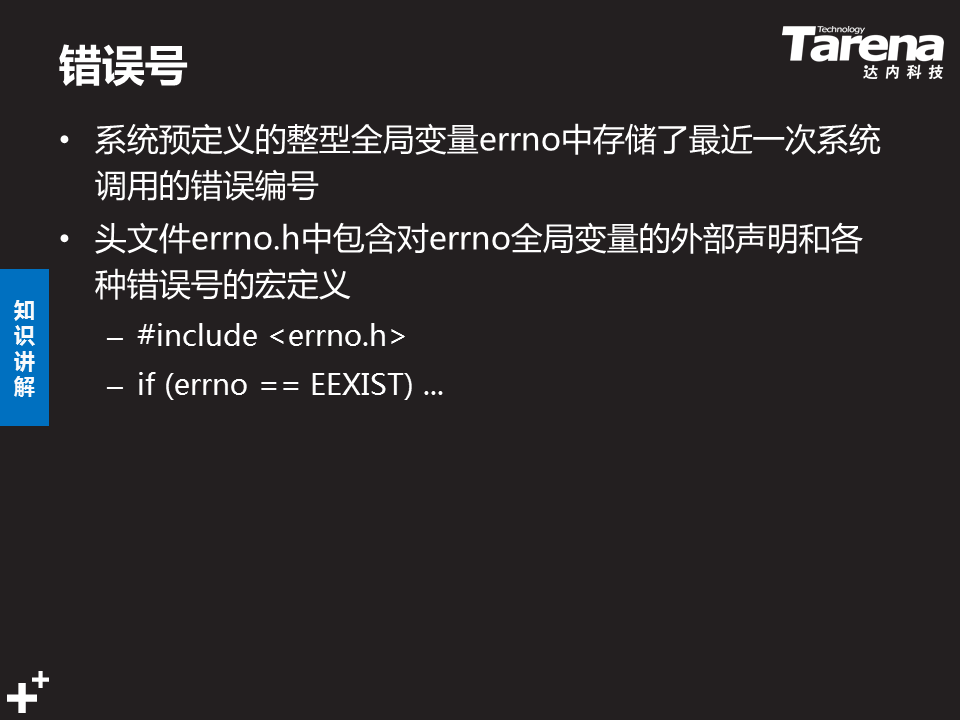 错误号
Technology
Tarena
达内科技
• 系统预定义的整型全局变量errno中存储了最近一次系统
调用的错误编号
• 头文件errno.h中包含对errno全局变量的外部声明和各
种错误号的宏定义
– #include <errno.h>
– if (errno == EEXIST) ...
知识讲解